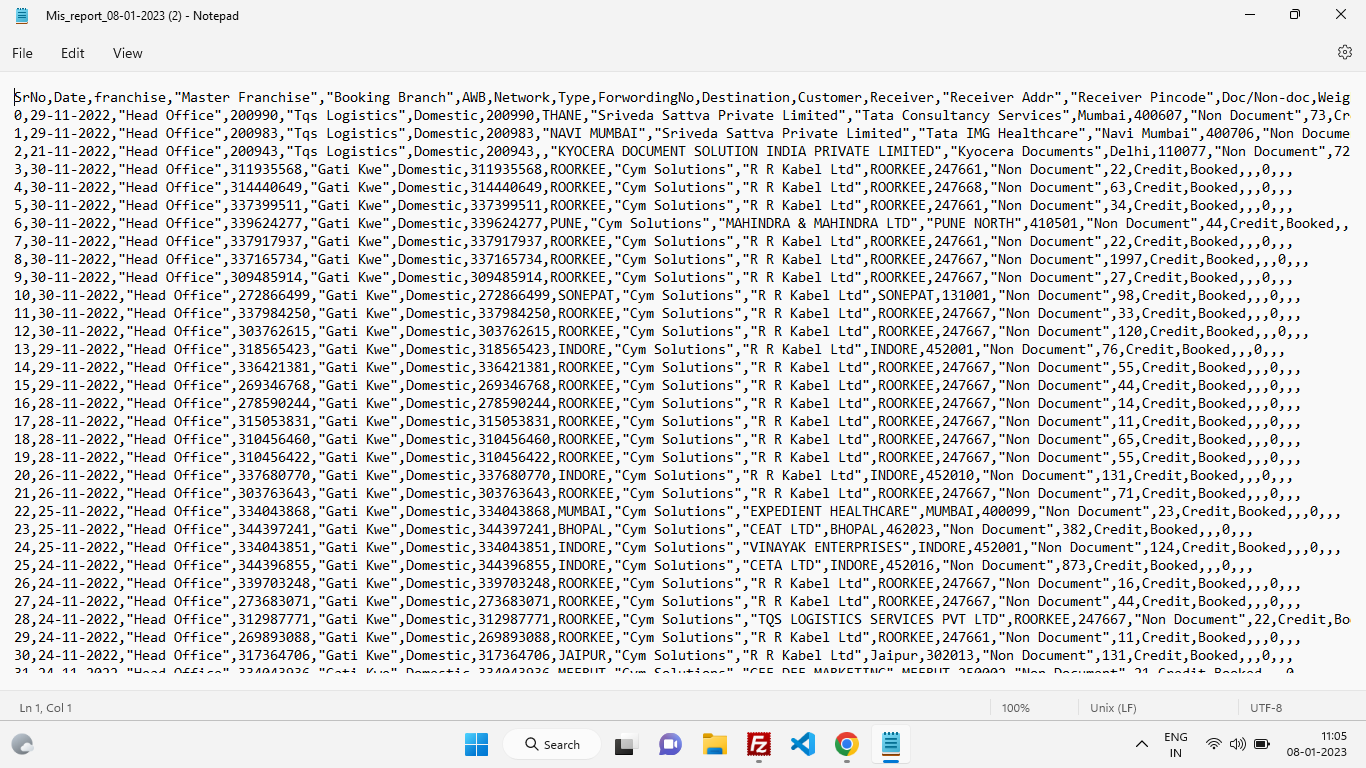 Mis_report_08-01-2023 (2) - Notepad
File Edit View
SrNo,Date,franchise,"Master Franchise","Booking Branch",AWB,Network,Type,ForwordingNo,Destination,Customer,Receiver,"Receiver Addr","Receiver Pincode",Doc/Non-doc,Weig
0,29-11-2022,"Head Office",200990,"Tqs Logistics",Domestic,200990,THANE,"Sriveda Sattva Private Limited","Tata Consultancy Services",Mumbai,400607,"Non Document",73,Cr
1,29-11-2022,"Head Office",200983,"Tqs Logistics",Domestic,200983,"NAVI MUMBAI","Sriveda Sattva Private Limited","Tata IMG Healthcare","Navi Mumbai",400706,"Non Docume
2,21-11-2022,"Head Office",200943,"Tqs Logistics",Domestic,200943,,"KYOCERA DOCUMENT SOLUTION INDIA PRIVATE LIMITED","Kyocera Documents",Delhi,110077,"Non Document",72
3,30-11-2022,"Head Office",311935568,"Gati Kwe",Domestic,311935568,ROORKEE,"Cym Solutions","R R Kabel Ltd",ROORKEE,247661,"Non Document",22,Credit,Booked,,,0,,,
4,30-11-2022,"Head Office",314440649,"Gati Kwe",Domestic,314440649,ROORKEE,"Cym Solutions","R R Kabel Ltd",ROORKEE,247668,"Non Document",63,Credit,Booked,,,0,,,
5,30-11-2022,"Head Office",337399511,"Gati Kwe",Domestic,337399511,ROORKEE,"Cym Solutions","R R Kabel Ltd",ROORKEE,247661,"Non Document",34,Credit,Booked,,,0,,,
6,30-11-2022,"Head Office",339624277,"Gati Kwe",Domestic,339624277,PUNE,"Cym Solutions","MAHINDRA & MAHINDRA LTD","PUNE NORTH",410501,"Non Document",44,Credit,Booked,,
7,30-11-2022,"Head Office",337917937,"Gati Kwe",Domestic,337917937,ROORKEE,"Cym Solutions","R R Kabel Ltd",ROORKEE,247661,"Non Document",22,Credit,Booked,,,0,,,
8,30-11-2022,"Head Office",337165734,"Gati Kwe",Domestic,337165734,ROORKEE,"Cym Solutions","R R Kabel Ltd",ROORKEE,247667,"Non Document",1997,Credit,Booked,,,0,,,
9,30-11-2022,"Head Office",309485914,"Gati Kwe",Domestic,309485914,ROORKEE,"Cym Solutions","R R Kabel Ltd",ROORKEE,247667,"Non Document",27,Credit,Booked,,,0,,,
10,30-11-2022,"Head Office",272866499,"Gati Kwe",Domestic,272866499,SONEPAT,"Cym Solutions","R R Kabel Ltd",SONEPAT,131001,"Non Document",98,Credit,Booked,,,0,,,
11,30-11-2022,"Head Office",337984250,"Gati Kwe",Domestic,337984250,ROORKEE,"Cym Solutions","R R Kabel Ltd",ROORKEE,247667,"Non Document",33,Credit,Booked,,,0,,,
12,30-11-2022,"Head Office",303762615,"Gati Kwe",Domestic,303762615,ROORKEE,"Cym Solutions","R R Kabel Ltd",ROORKEE,247667,"Non Document",120,Credit,Booked,,,0,,,
13,29-11-2022,"Head Office",318565423,"Gati Kwe",Domestic,318565423,INDORE,"Cym Solutions","R R Kabel Ltd",INDORE,452001,"Non Document",76,Credit,Booked,,,0,,,
14,29-11-2022,"Head Office",336421381,"Gati Kwe",Domestic,336421381,ROORKEE,"Cym Solutions","R R Kabel Ltd",ROORKEE,247667,"Non Document",55,Credit,Booked,,,0,,,
15,29-11-2022,"Head Office",269346768,"Gati Kwe",Domestic,269346768,ROORKEE,"Cym Solutions","R R Kabel Ltd",ROORKEE,247667,"Non Document",44,Credit,Booked,,,0,,,
16,28-11-2022,"Head Office",278590244,"Gati Kwe",Domestic,278590244,ROORKEE,"Cym Solutions","R R Kabel Ltd",ROORKEE,247667,"Non Document",14,Credit,Booked,,,0,,,
17,28-11-2022,"Head Office",315053831,"Gati Kwe",Domestic,315053831,ROORKEE,"Cym Solutions","R R Kabel Ltd",ROORKEE,247667,"Non Document",11,Credit,Booked,,,0,,,
18,28-11-2022,"Head Office",310456460,"Gati Kwe",Domestic,310456460,ROORKEE,"Cym Solutions","R R Kabel Ltd",ROORKEE,247667,"Non Document",65,Credit,Booked,,,0,,,
19,28-11-2022,"Head Office",310456422,"Gati Kwe",Domestic,310456422,ROORKEE,"Cym Solutions","R R Kabel Ltd",ROORKEE,247667,"Non Document",55,Credit,Booked,,,0,,,
20,26-11-2022,"Head Office",337680770,"Gati Kwe",Domestic,337680770,INDORE,"Cym Solutions","R R Kabel Ltd",INDORE,452010,"Non Document",131,Credit,Booked,,,0,,,
21,26-11-2022,"Head Office",303763643,"Gati Kwe",Domestic,303763643,ROORKEE,"Cym Solutions","R R Kabel Ltd",ROORKEE,247667,"Non Document",71,Credit,Booked,,,0,,,
22,25-11-2022,"Head Office",334043868,"Gati Kwe",Domestic,334043868,MUMBAI,"Cym Solutions","EXPEDIENT HEALTHCARE",MUMBAI,400099,"Non Document",23,Credit,Booked,,,0,,,
23,25-11-2022,"Head Office",344397241,"Gati Kwe",Domestic,344397241,BHOPAL,"Cym Solutions","CEAT LTD",BHOPAL,462023,"Non Document",382,Credit,Booked,,,0,,,
24,25-11-2022,"Head Office",334043851,"Gati Kwe",Domestic,334043851,INDORE,"Cym Solutions","VINAYAK ENTERPRISES",INDORE,452001,"Non Document",124,Credit,Booked,,,0,,,
25,24-11-2022,"Head Office",344396855,"Gati Kwe",Domestic,344396855,INDORE,"Cym Solutions","CETA LTD",INDORE,452016,"Non Document",873,Credit,Booked,,,0,,,
26,24-11-2022,"Head Office",339703248,"Gati Kwe",Domestic,339703248,ROORKEE,"Cym Solutions","R R Kabel Ltd",ROORKEE,247667,"Non Document",16,Credit,Booked,,,0,,,
27,24-11-2022,"Head Office",273683071,"Gati Kwe",Domestic,273683071,ROORKEE,"Cym Solutions","R R Kabel Ltd",ROORKEE,247667,"Non Document",44,Credit,Booked,,,0,,,
28,24-11-2022,"Head Office",312987771,"Gati Kwe",Domestic,312987771,ROORKEE,"Cym Solutions","TQS LOGISTICS SERVICES PVT LTD",ROORKEE,247667,"Non Document",22,Credit,Bo
29,24-11-2022,"Head Office",269893088,"Gati Kwe",Domestic,269893088,ROORKEE,"Cym Solutions","R R Kabel Ltd",ROORKEE,247661,"Non Document",11,Credit,Booked,,,0,,,
30,24-11-2022,"Head Office",317364706,"Gati Kwe",Domestic,317364706,JAIPUR,"Cym Solutions","R R Kabel Ltd",Jaipur,302013,"Non Document",131,Credit,Booked,,,0,,,
31,24-11-2022,"Head Office",334043936,"Gati Kwe",Domestic,334043936,MEERUT,"Cym Solutions","GEE DEE MARKETING",MEERUT,250002,"Non Document",21,Credit,Booked,,,0
Ln 1, Col 1 100% Unix (LF) UTF-8
Search
ENG
IN
11:05
08-01-2023